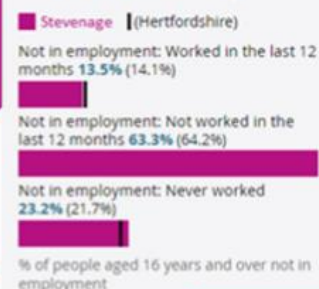 Stevenage (Hertfordshire)
Not in employment: Worked in the last 12
months 13.5% (14.1%)
Not in employment: Not worked in the
last 12 months 63.3% (64.2%)
Not in employment: Never worked
23.2% (21.7%)
% of people aged 16 years and over not in
employment